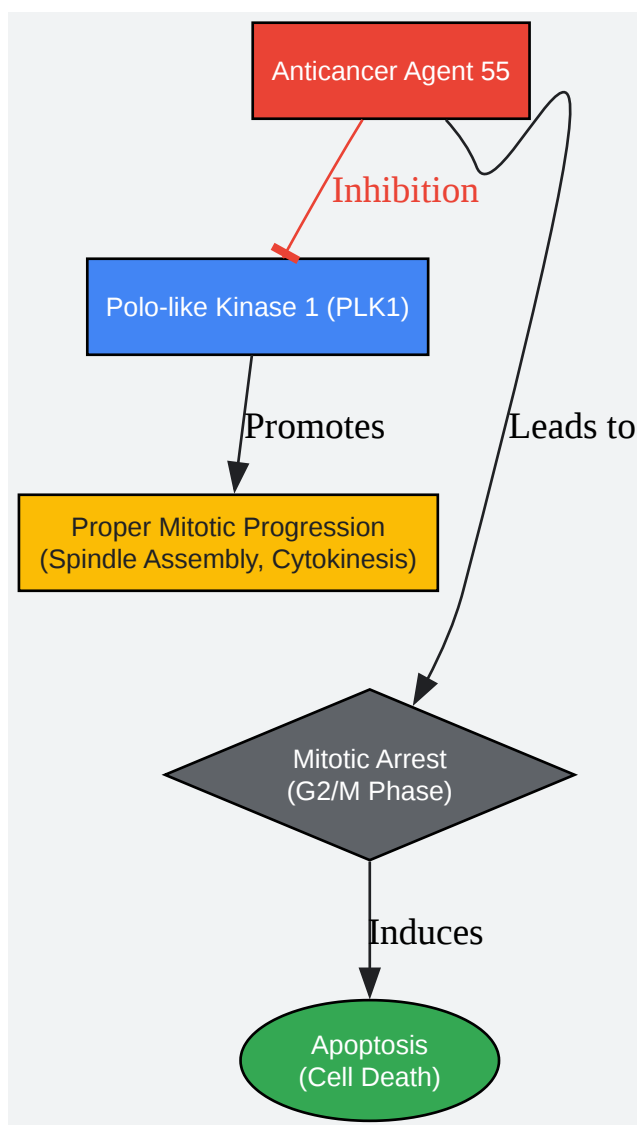 Anticancer Agent 55
Inhibition
Polo-like Kinase 1 (PLK1)
Promotes
Leads to
Proper Mitotic Progression
(Spindle Assembly, Cytokinesis)
Mitotic Arrest
(G2/M Phase)
Induces
Apoptosis
(Cell Death)